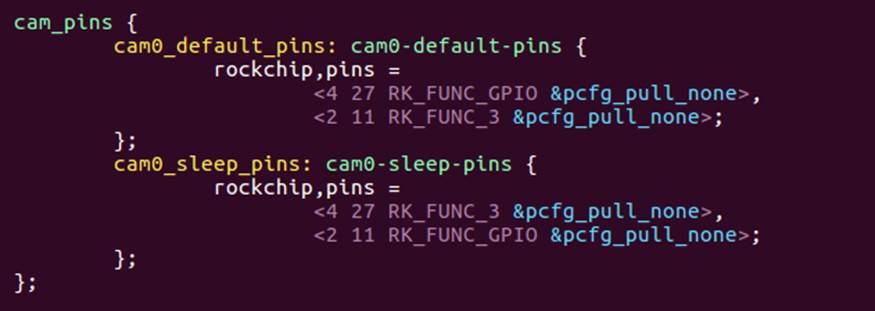 cam_pins {
cam0_default_pins: cam0-default-pins {
rockchip,pins =
<4 27 RK_FUNC_GPIO &pcfg_pull_none>,
<2 11 RK_FUNC_3 &pcfg_pull_none>;
};
cam0_sleep_pins: cam0-sleep-pins {
rockchip,pins =
<4 27 RK_FUNC_3 &pcfg_pull_none>,
<2 11 RK_FUNC_GPIO &pcfg_pull_none>;
};
};